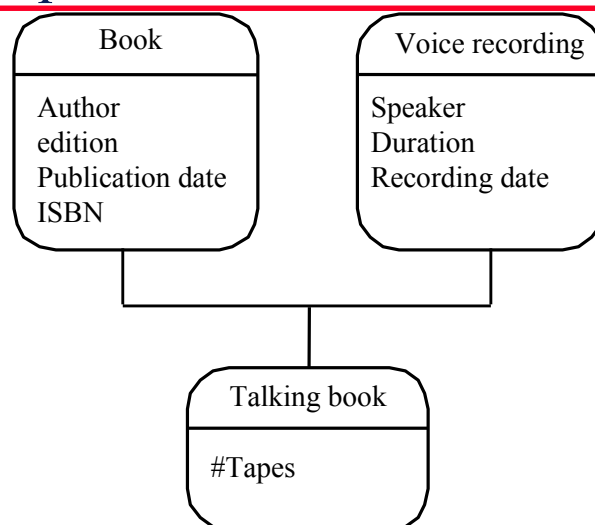 Book
Author
edition
Publication date
ISBN
Voice recording
Speaker
Duration
Recording date
Talking book
#Tapes